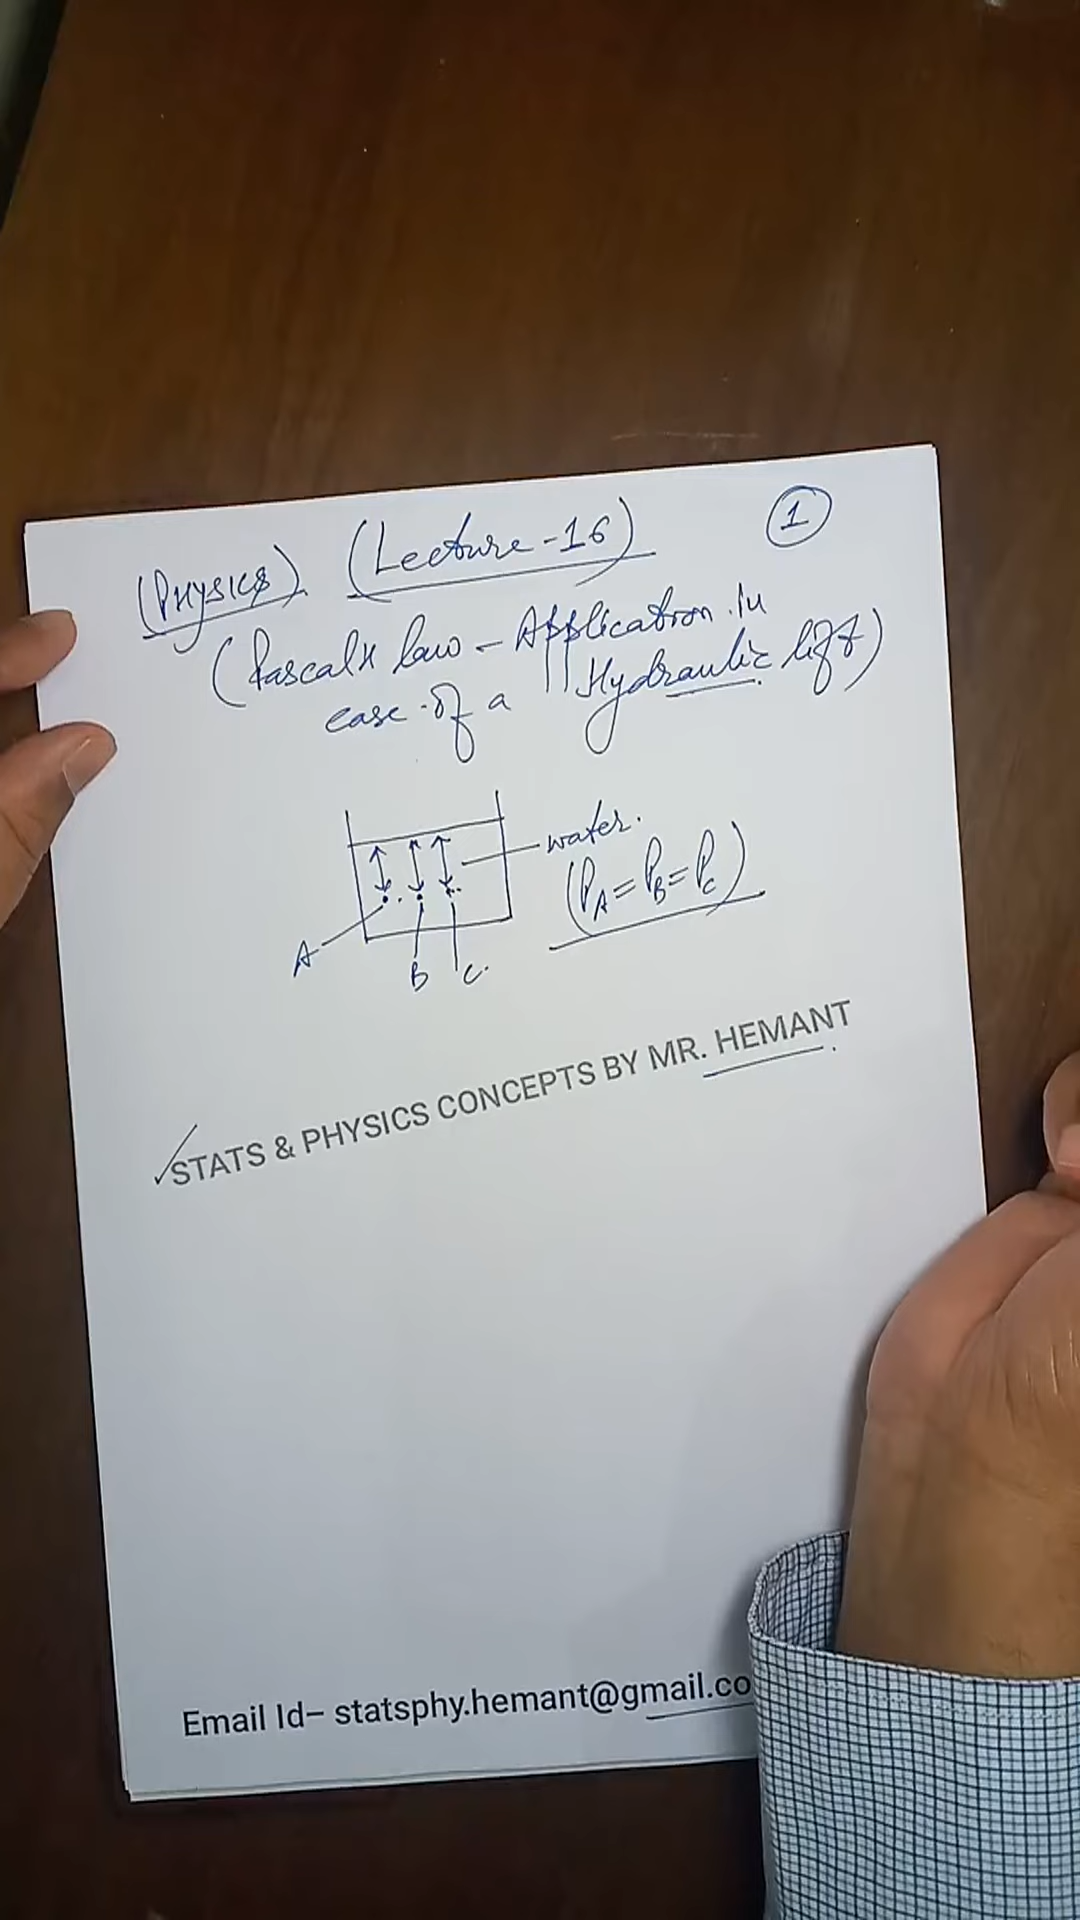 (Physics) (Lecture-16) 1
(Pascal's law - Application in
case of a Hydraulic lift)
water.
(PA = PB = PC)
A B C.
STATS & PHYSICS CONCEPTS BY MR. HEMANT
Email Id– statsphy.hemant@gmail.co